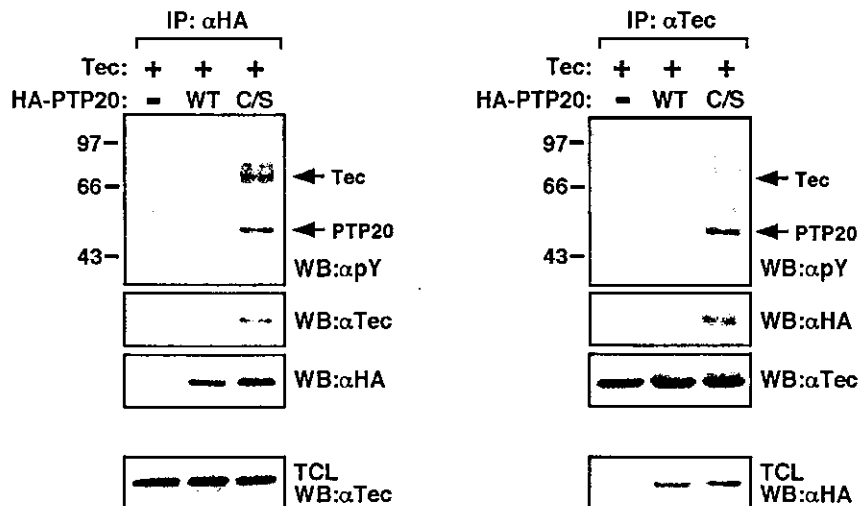 IP: αHA
Tec: + + +
HA-PTP20: - WT C/S
97
66
43
Tec
PTP20
WB:αpY
WB:αTec
WB:αHA
TCL
WB:αTec
IP: αTec
Tec: + + +
HA-PTP20: - WT C/S
97
66
43
Tec
PTP20
WB:αpY
WB:αHA
WB:αTec
TCL
WB:αHA